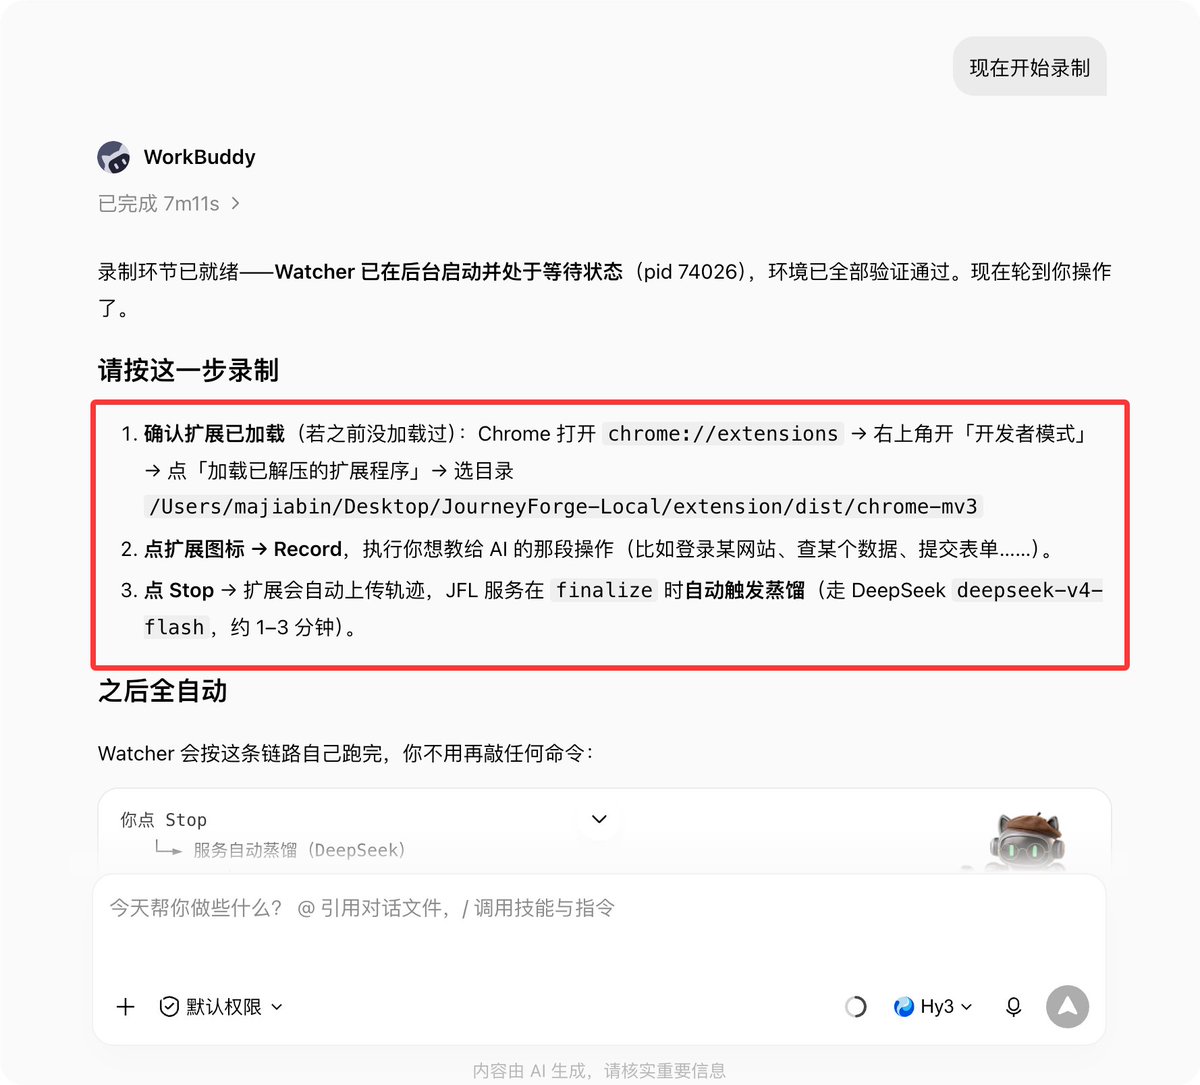 现在开始录制
WorkBuddy
已完成 7m11s >
录制环节已就绪——Watcher 已在后台启动并处于等待状态（pid 74026），环境已全部验证通过。现在轮到你操作
了。
请按这一步录制
1. 确认扩展已加载（若之前没加载过）：Chrome 打开 chrome://extensions → 右上角开「开发者模式」
→ 点「加载已解压的扩展程序」→ 选目录
/Users/majiabin/Desktop/JourneyForge-Local/extension/dist/chrome-mv3
2. 点扩展图标 → Record，执行你想教给 AI 的那段操作（比如登录某网站、查某个数据、提交表单……）。
3. 点 Stop → 扩展会自动上传轨迹，JFL 服务在 finalize 时自动触发蒸馏（走 DeepSeek deepseek-v4-
flash，约 1–3 分钟）。
之后全自动
Watcher 会按这条链路自己跑完，你不用再敲任何命令：
你点 Stop
└─► 服务自动蒸馏（DeepSeek）
今天帮你做些什么？ @ 引用对话文件，/ 调用技能与指令
默认权限
Hy3
内容由 AI 生成，请核实重要信息